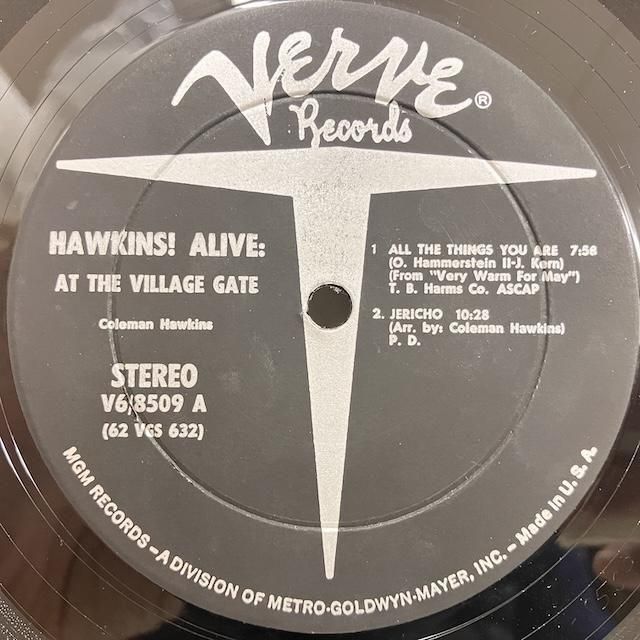 Verve®
Records
HAWKINS! ALIVE:
AT THE VILLAGE GATE
Coleman Hawkins
STEREO
V6/8509 A
(62 VGS 632)
1 ALL THE THINGS YOU ARE 7:58
(O. Hammerstein II-J. Kern)
(From "Very Warm For May")
T. B. Harms Co. ASCAP
2. JERICHO 10:28
(Arr. by: Coleman Hawkins)
P. D.
MGM RECORDS – A DIVISION OF METRO-GOLDWYN-MAYER, INC. – Made in U. S. A.